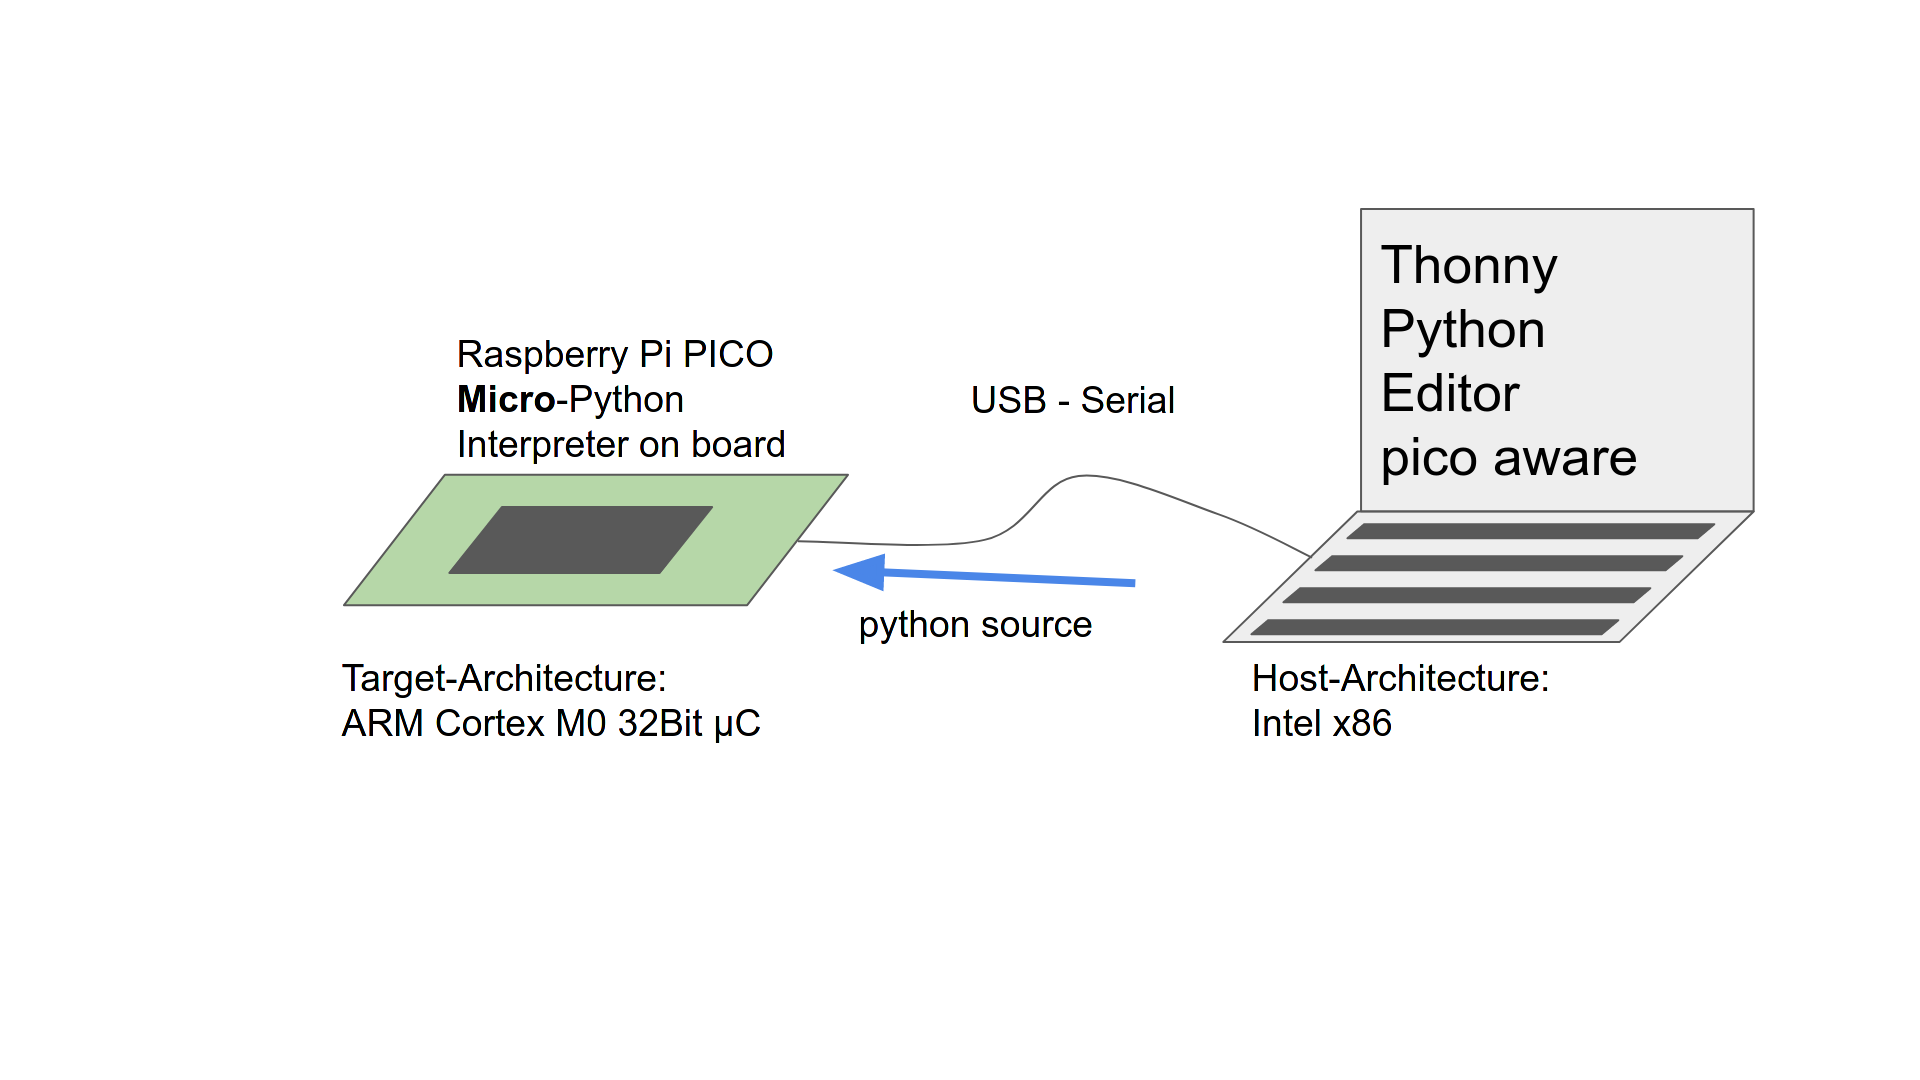 Thonny
Python
Editor
pico aware
Raspberry Pi PICO
Micro-Python
Interpreter on board
USB - Serial
python source
Target-Architecture:
ARM Cortex M0 32Bit µC
Host-Architecture:
Intel x86